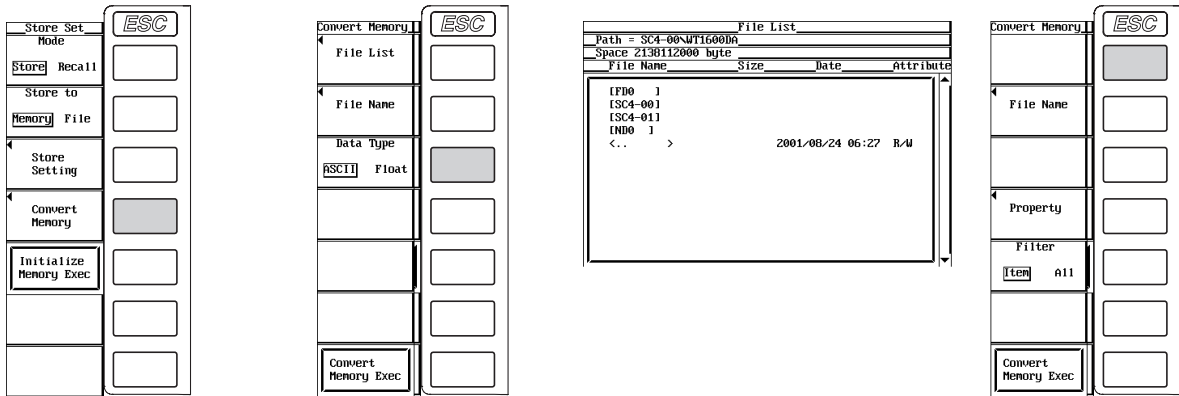 Store Set
ESC
Mode
Store Recall
Store to
Memory File
Store
Setting
Convert
Memory
Initialize
Memory Exec
Convert Memory
ESC
File List
File Name
Data Type
ASCII Float
Convert
Memory Exec
File List
Path = SC4-00\WT1600DA
Space 2138112000 byte
File Name Size Date Attribute
[FD0 ]
[SC4-00]
[SC4-01]
[ND0 ]
<.. > 2001/08/24 06:27 R/W
Convert Memory
ESC
File Name
Property
Filter
Item All
Convert
Memory Exec